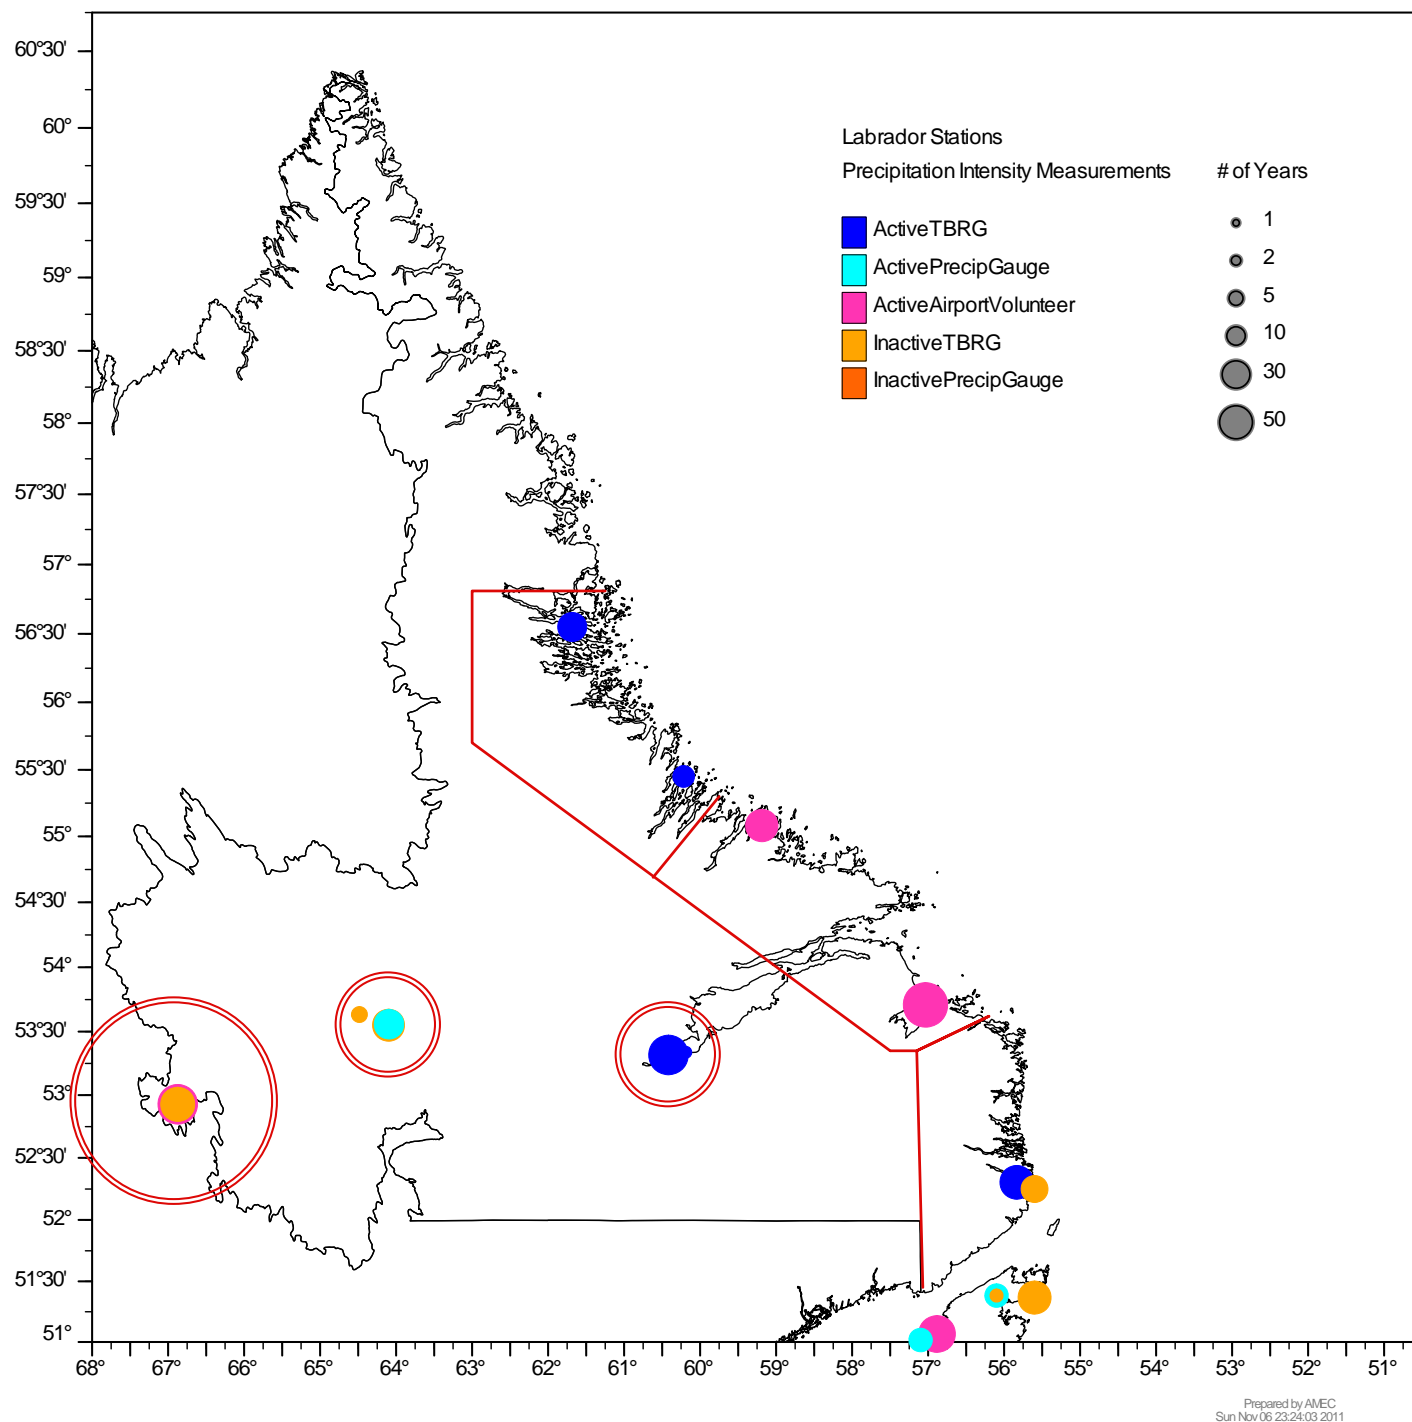 Labrador Stations
Precipitation Intensity Measurements
# of Years
ActiveTBRG
ActivePrecipGauge
ActiveAirportVolunteer
InactiveTBRG
InactivePrecipGauge
1
2
5
10
30
50
60°30'
60°
59°30'
59°
58°30'
58°
57°30'
57°
56°30'
56°
55°30'
55°
54°30'
54°
53°30'
53°
52°30'
52°
51°30'
51°
68° 67° 66° 65° 64° 63° 62° 61° 60° 59° 58° 57° 56° 55° 54° 53° 52° 51°
Prepared by AMEC
Sun Nov 06 23:24:03 2011